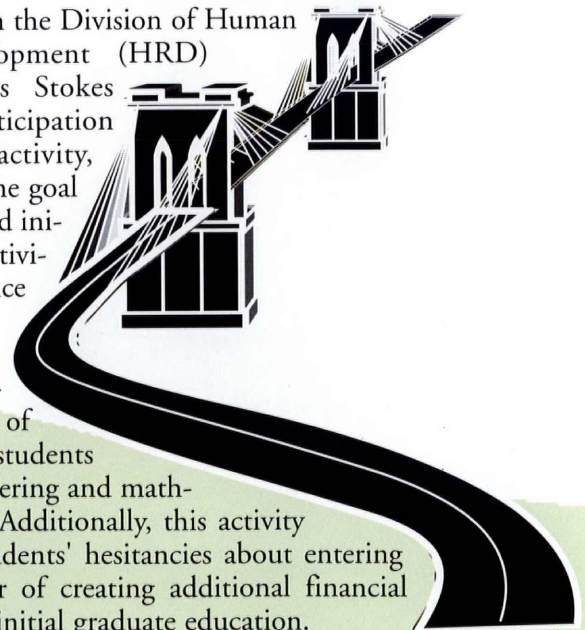 the Division of Human
opment (HRD)
s Stokes
ticipation
activity,
ne goal
d ini-
tivi-
ce
of
students
ering and math-
Additionally, this activity
dents' hesitancies about entering
r of creating additional financial
initial graduate education.